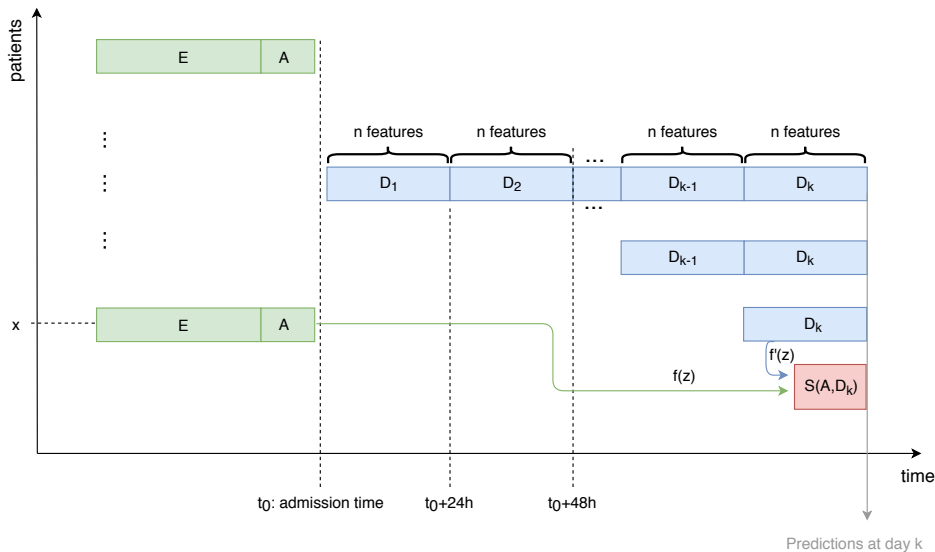 patients
E A
n features n features n features n features
...
D1 D2 Dk-1 Dk
...
Dk-1 Dk
x
E A
Dk
f'(z)
f(z)
S(A,Dk)
time
t0: admission time t0+24h t0+48h
Predictions at day k